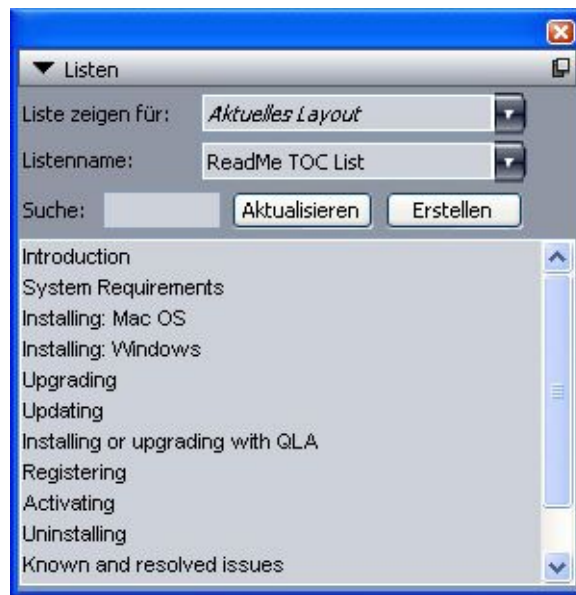 Listen
Liste zeigen für: Aktuelles Layout
Listenname: ReadMe TOC List
Suche: Aktualisieren Erstellen
Introduction
System Requirements
Installing: Mac OS
Installing: Windows
Upgrading
Updating
Installing or upgrading with QLA
Registering
Activating
Uninstalling
Known and resolved issues